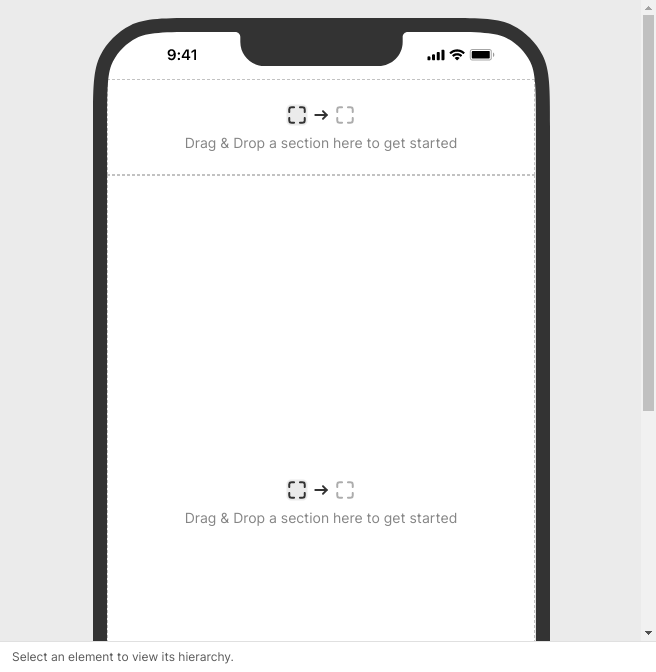 9:41
Drag & Drop a section here to get started
Drag & Drop a section here to get started
Select an element to view its hierarchy.